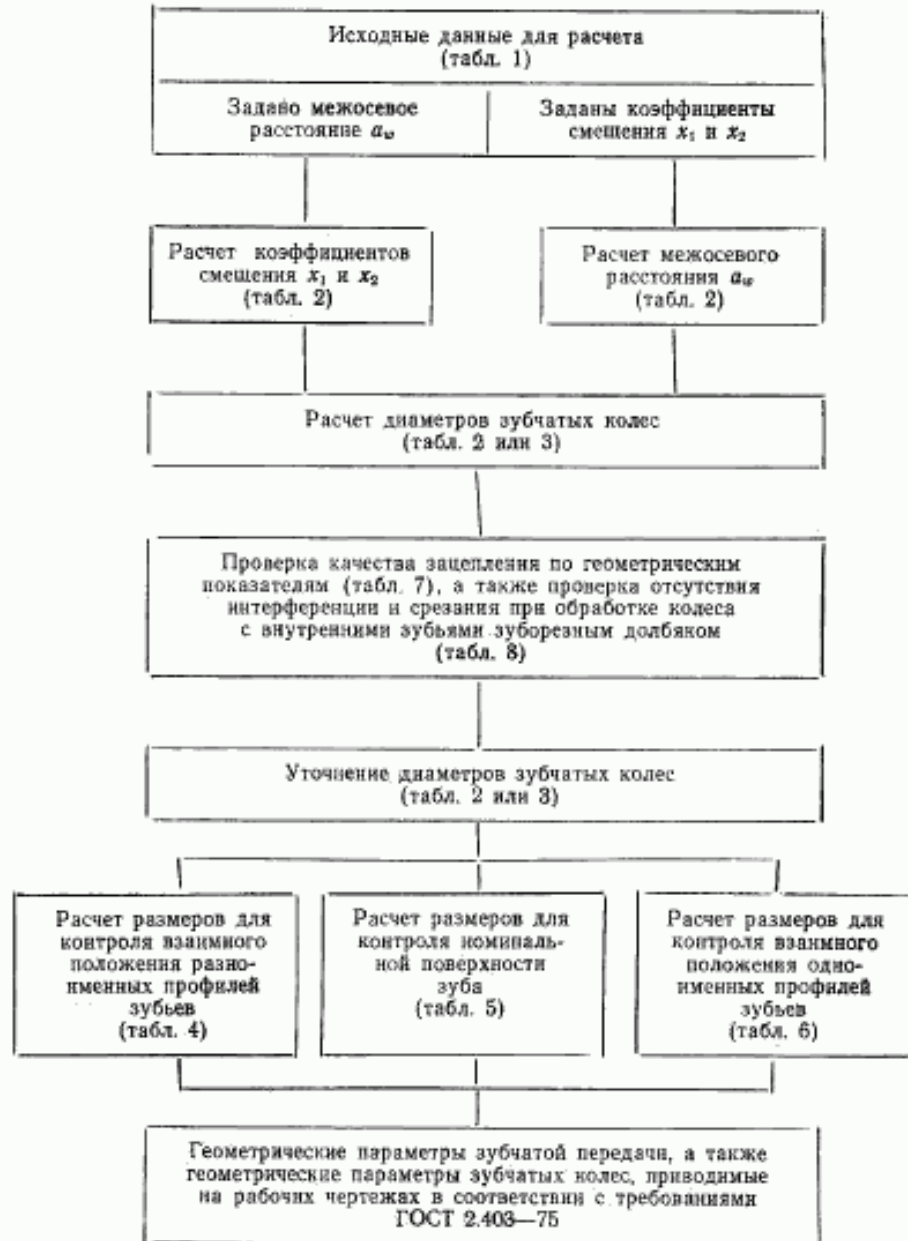 Исходные данные для расчета
(табл. 1)
Задано межосевое
расстояние aw
Заданы коэффициенты
смещения x1 и x2
Расчет коэффициентов
смещения x1 и x2
(табл. 2)
Расчет межосевого
расстояния aw
(табл. 2)
Расчет диаметров зубчатых колес
(табл. 2 или 3)
Проверка качества зацепления по геометрическим
показателям (табл. 7), а также проверка отсутствия
интерференции и срезания при обработке колеса
с внутренними зубьями зуборезным долбяком
(табл. 8)
Уточнение диаметров зубчатых колес
(табл. 2 или 3)
Расчет размеров для
контроля взаимного
положения разно-
именных профилей
зубьев
(табл. 4)
Расчет размеров для
контроля номиналь-
ной поверхности
зуба
(табл. 5)
Расчет размеров для
контроля взаимного
положения одно-
именных профилей
зубьев
(табл. 6)
Геометрические параметры зубчатой передачи, а также
геометрические параметры зубчатых колес, приводимые
на рабочих чертежах в соответствии с требованиями
ГОСТ 2.403—75